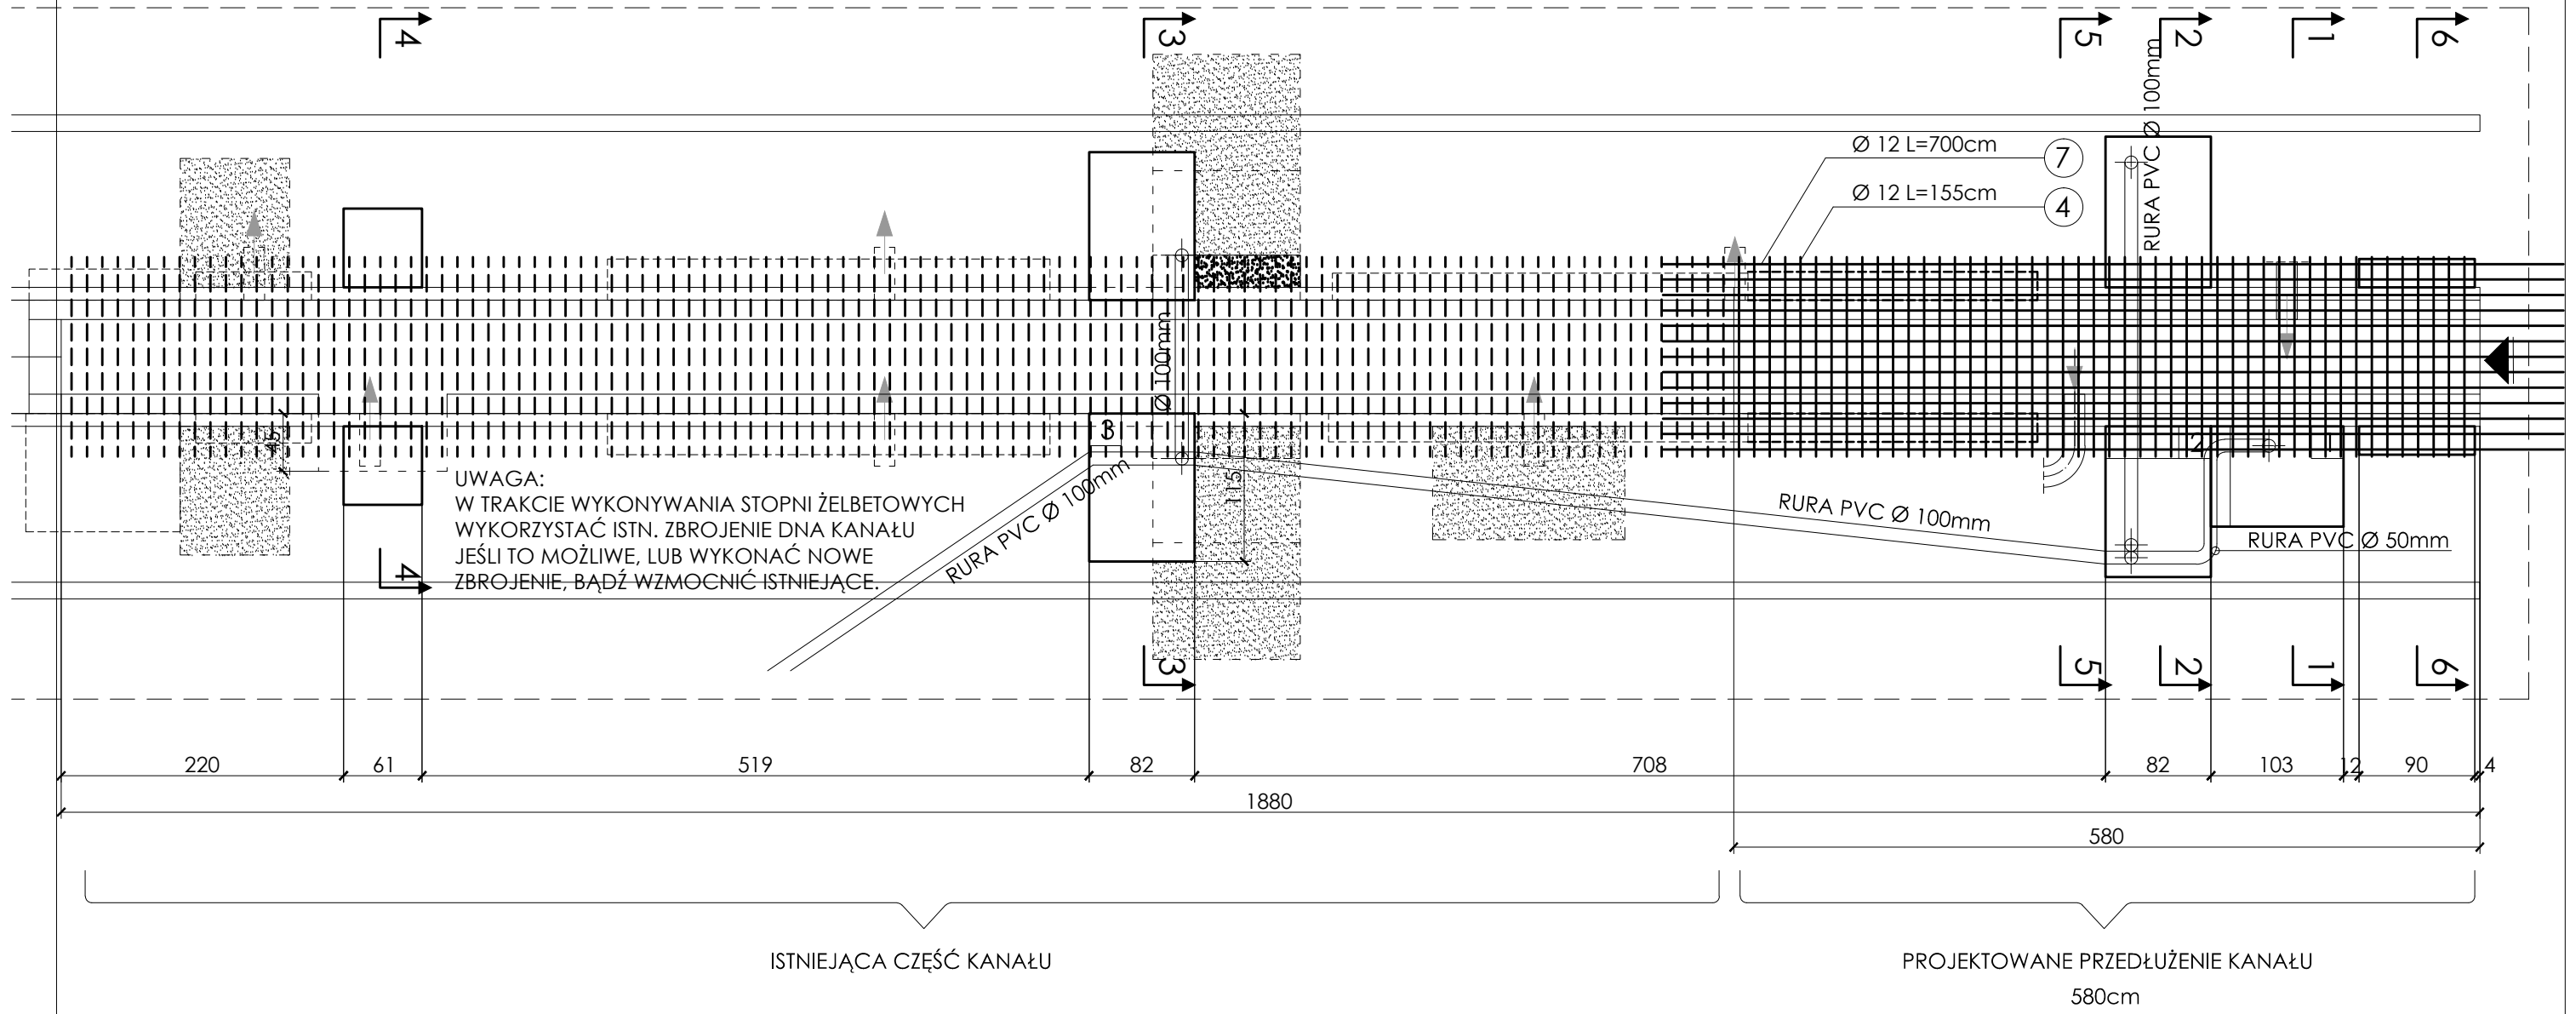 4
3
5
2
1
6
RURA PVC Ø 100mm
Ø 12 L=700cm
7
Ø 12 L=155cm
4
Ø 100mm
45
3
115
2
1
UWAGA:
W TRAKCIE WYKONYWANIA STOPNI ŻELBETOWYCH
WYKORZYSTAĆ ISTN. ZBROJENIE DNA KANAŁU
JEŚLI TO MOŻLIWE, LUB WYKONAĆ NOWE
ZBROJENIE, BĄDŹ WZMOCNIĆ ISTNIEJĄCE.
RURA PVC Ø 100mm
RURA PVC Ø 100mm
RURA PVC Ø 50mm
4
3
5
2
1
6
220
61
519
82
708
82
103
12
90
4
1880
580
ISTNIEJĄCA CZĘŚĆ KANAŁU
PROJEKTOWANE PRZEDŁUŻENIE KANAŁU
580cm